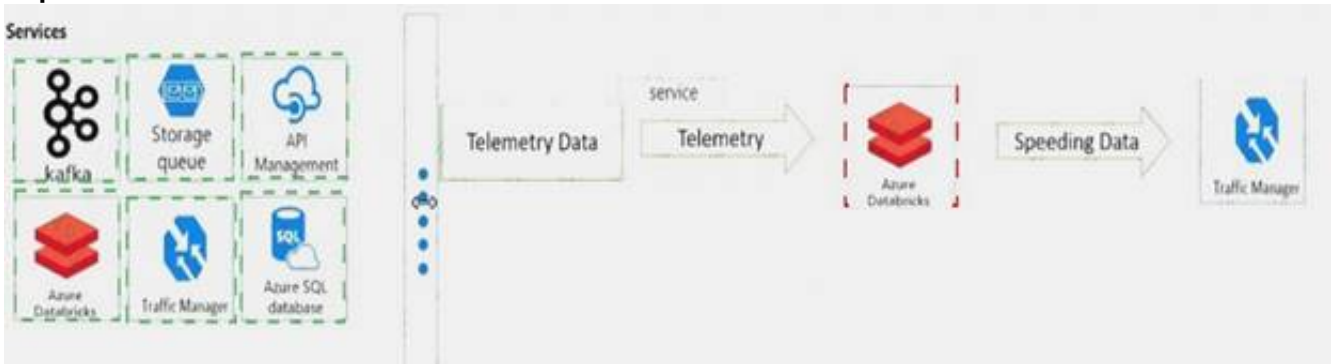 Services
kafka
Storage
queue
API
Management
Azure
Databricks
Traffic Manager
SQL
Azure SQL
database
Telemetry Data
service
Telemetry
Azure
Databricks
Speeding Data
Traffic Manager